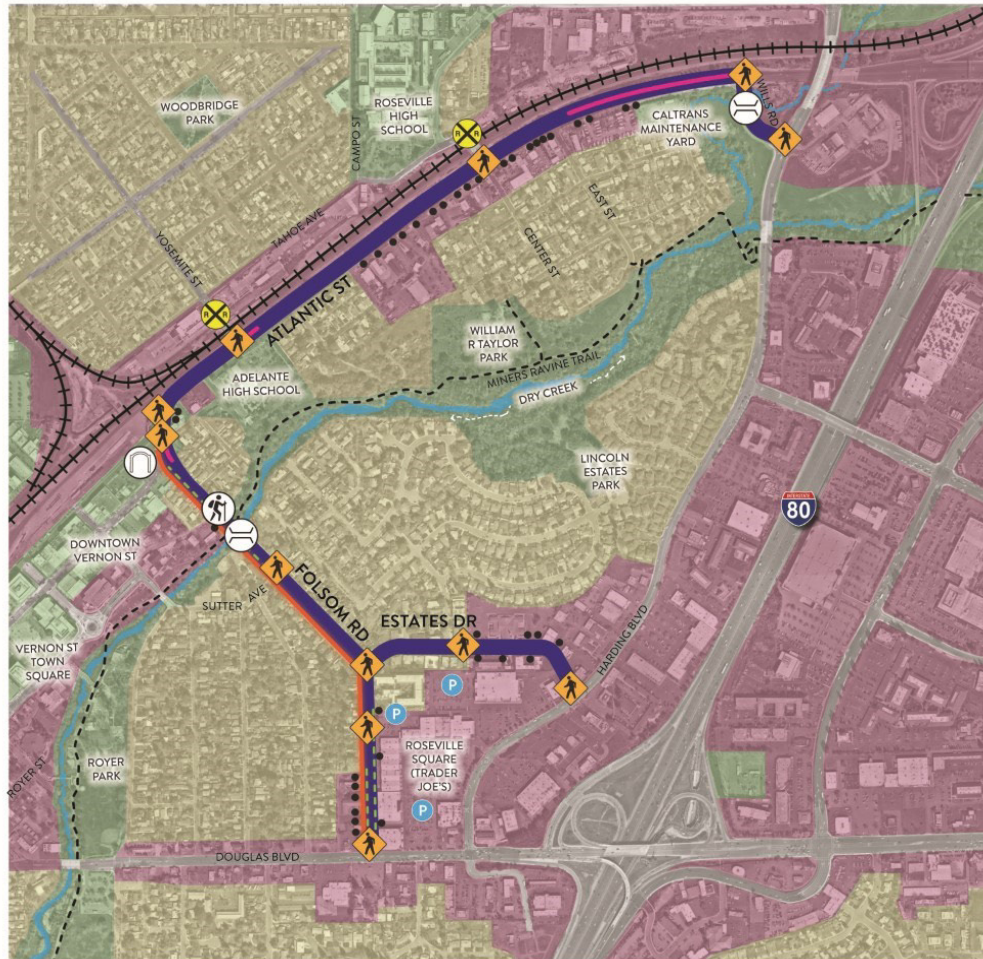 WOODBRIDGE
PARK
ROSEVILLE
HIGH
SCHOOL
CAMPO ST
R R
WILLS RD
CALTRANS
MAINTENANCE
YARD
TAHOE AVE
YOSEMITE ST
R R
EAST ST
CENTER ST
ATLANTIC ST
WILLIAM
R TAYLOR
PARK
MINERS RAVINE TRAIL
DRY CREEK
ADELANTE
HIGH SCHOOL
LINCOLN
ESTATES
PARK
INTERSTATE
80
DOWNTOWN
VERNON ST
SUTTER AVE
FOLSOM RD
ESTATES DR
HARDING BLVD
VERNON ST
TOWN
SQUARE
P
P
ROSEVILLE
SQUARE
(TRADER
JOE'S)
P
ROYER ST
ROYER
PARK
DOUGLAS BLVD